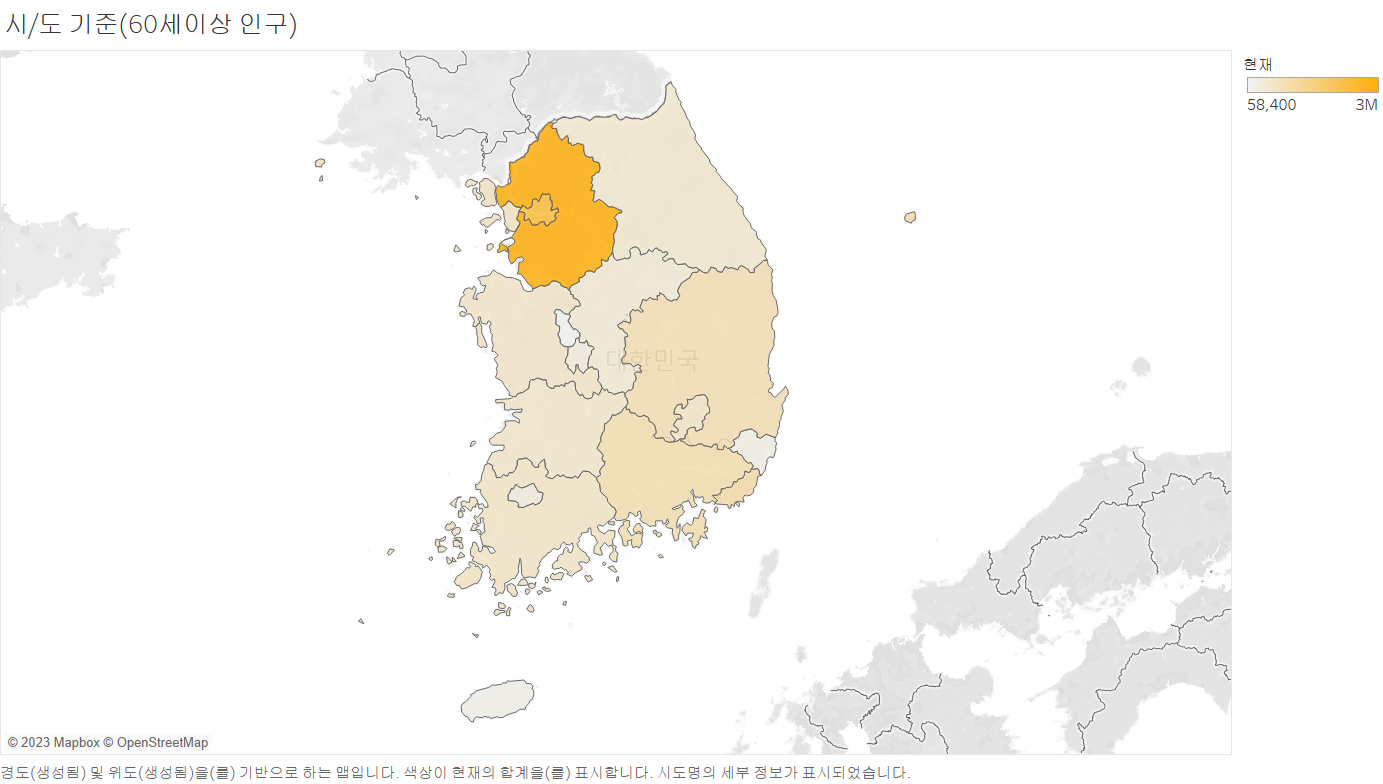 시/도 기준(60세이상 인구)
현재
58,400 3M
대한민국
© 2023 Mapbox © OpenStreetMap
경도(생성됨) 및 위도(생성됨)을(를) 기반으로 하는 맵입니다. 색상이 현재의 합계을(를) 표시합니다. 시도명의 세부 정보가 표시되었습니다.